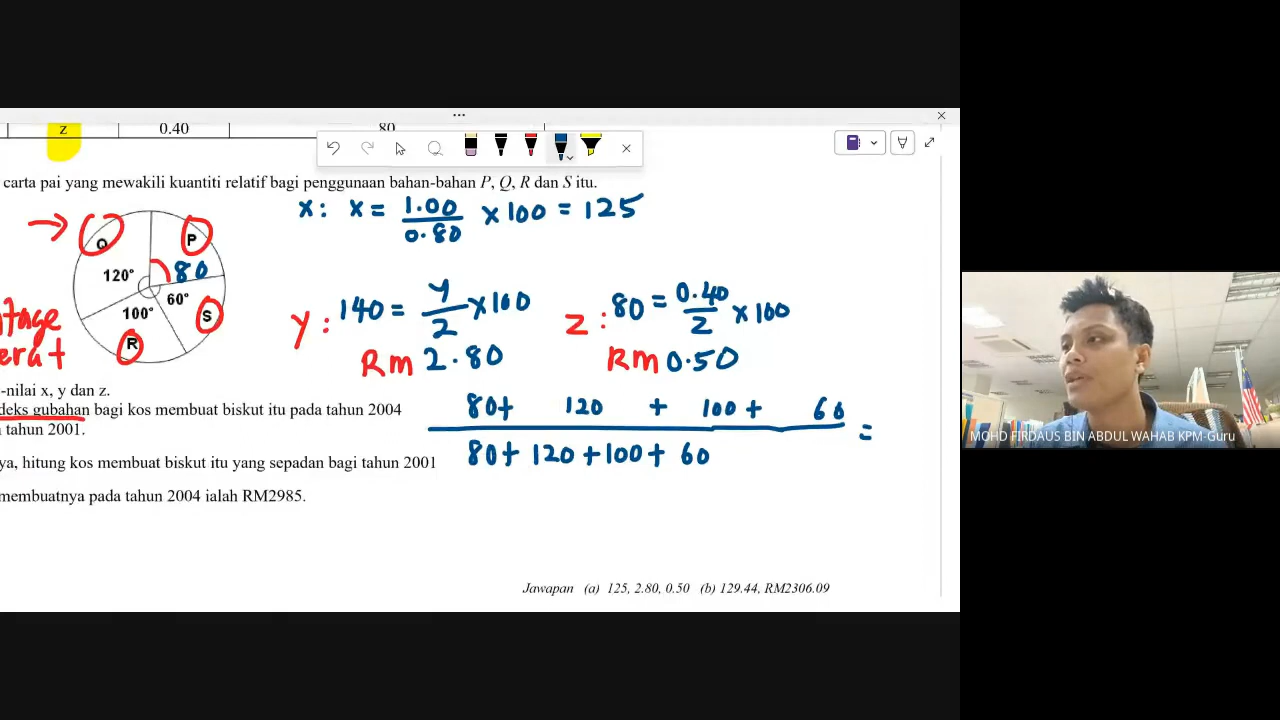 z 0.40 80
carta pai yang mewakili kuantiti relatif bagi penggunaan bahan-bahan P, Q, R dan S itu.
x: x = 1.00/0.80 x100 = 125
Q P
120° 80
60°
100° S
R
tage
erat
y: 140 = y/2 x100
Rm 2.80
z: 80 = 0.40/z x100
Rm 0.50
-nilai x, y dan z.
deks gubahan bagi kos membuat biskut itu pada tahun 2004
tahun 2001.
80+ 120 + 100+ 60
80+ 120 +100+ 60 =
ya, hitung kos membuat biskut itu yang sepadan bagi tahun 2001
membuatnya pada tahun 2004 ialah RM2985.
Jawapan (a) 125, 2.80, 0.50 (b) 129.44, RM2306.09
MOHD FIRDAUS BIN ABDUL WAHAB KPM-Guru